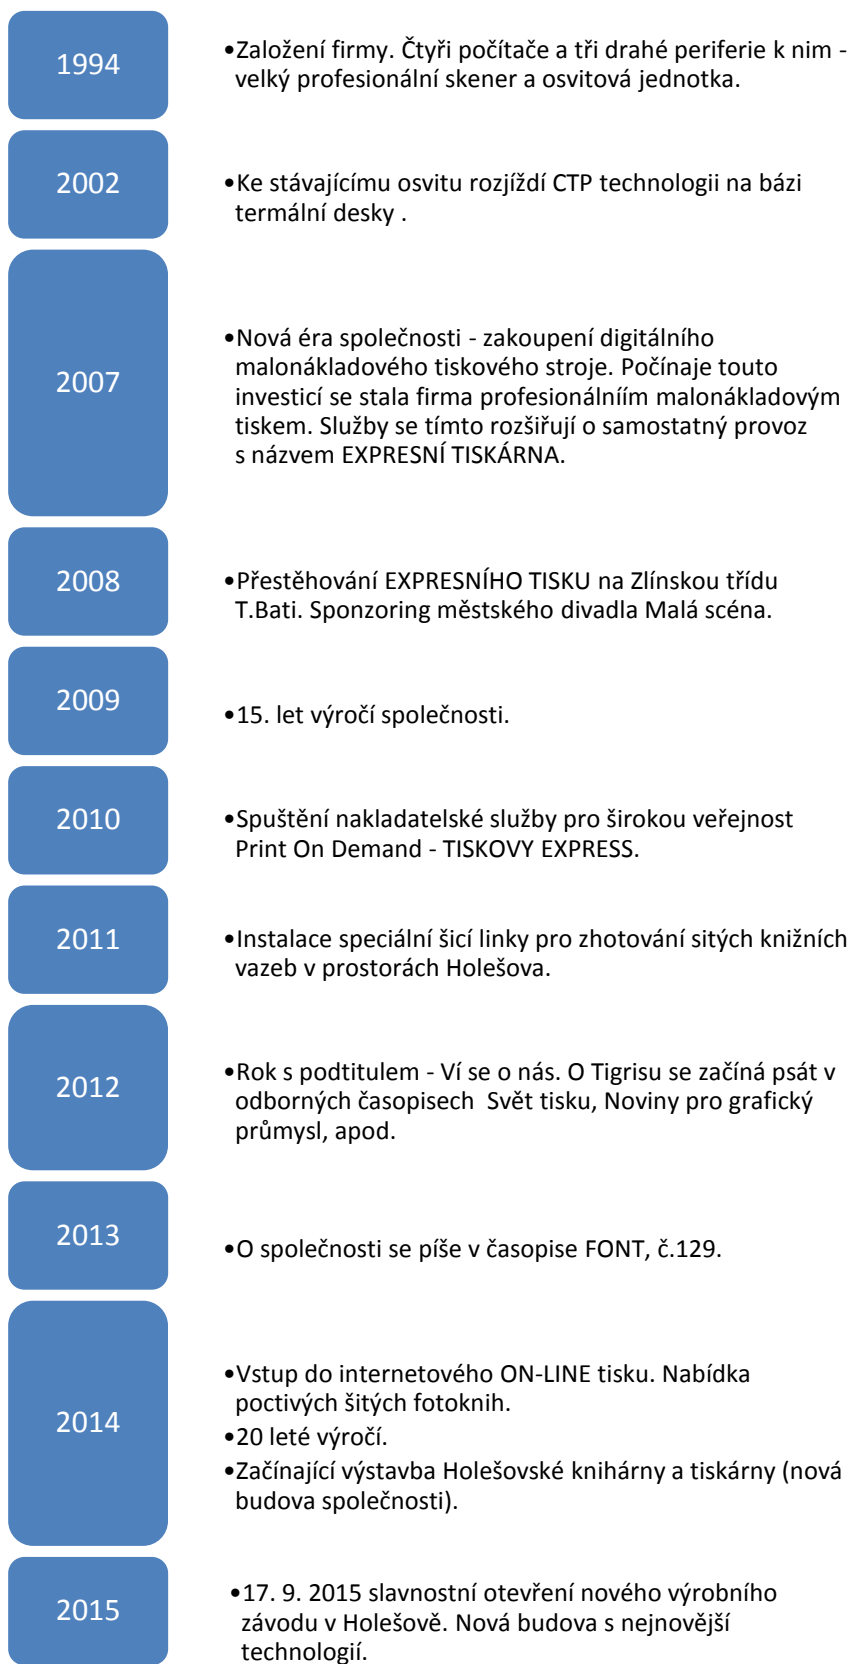 1994
•Založení firmy. Čtyři počítače a tři drahé periferie k nim -
velký profesionální skener a osvitová jednotka.
2002
•Ke stávajícímu osvitu rozjíždí CTP technologii na bázi
termální desky .
2007
•Nová éra společnosti - zakoupení digitálního
malonákladového tiskového stroje. Počínaje touto
investicí se stala firma profesionálníím malonákladovým
tiskem. Služby se tímto rozšiřují o samostatný provoz
s názvem EXPRESNÍ TISKÁRNA.
2008
•Přestěhování EXPRESNÍHO TISKU na Zlínskou třídu
T.Bati. Sponzoring městského divadla Malá scéna.
2009
•15. let výročí společnosti.
2010
•Spuštění nakladatelské služby pro širokou veřejnost
Print On Demand - TISKOVY EXPRESS.
2011
•Instalace speciální šicí linky pro zhotování sitých knižních
vazeb v prostorách Holešova.
2012
•Rok s podtitulem - Ví se o nás. O Tigrisu se začíná psát v
odborných časopisech  Svět tisku, Noviny pro grafický
průmysl, apod.
2013
•O společnosti se píše v časopise FONT, č.129.
2014
•Vstup do internetového ON-LINE tisku. Nabídka
poctivých šitých fotoknih.
•20 leté výročí.
•Začínající výstavba Holešovské knihárny a tiskárny (nová
budova společnosti).
2015
•17. 9. 2015 slavnostní otevření nového výrobního
závodu v Holešově. Nová budova s nejnovější
technologií.